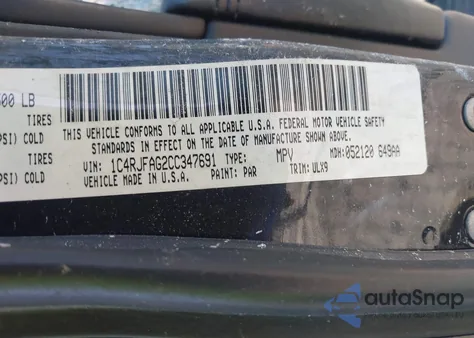 500 LB
TIRES
PSI) COLD
TIRES
PSI) COLD
THIS VEHICLE CONFORMS TO ALL APPLICABLE U.S.A. FEDERAL MOTOR VEHICLE SAFETY
STANDARDS IN EFFECT ON THE DATE OF MANUFACTURE SHOWN ABOVE.
VIN: 1C4RJFAG2CC347691 TYPE: MPV MDH: 052120 649AA
VEHICLE MADE IN U.S.A. PAINT: PAR TRIM: ULX9
autoSnap